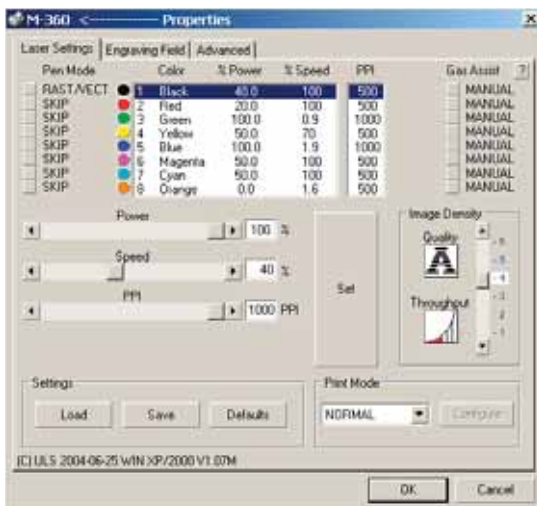 M-360 <---------- Properties
Laser Settings Engraving Field Advanced
Pen Mode Color % Power % Speed PPI Gas Assist ?
RAST/VECT 1 Black 40.0 100 500 MANUAL
SKIP 2 Red 20.0 100 500 MANUAL
SKIP 3 Green 100.0 0.9 1000 MANUAL
SKIP 4 Yellow 50.0 70 500 MANUAL
SKIP 5 Blue 100.0 1.9 1000 MANUAL
SKIP 6 Magenta 50.0 100 500 MANUAL
SKIP 7 Cyan 50.0 100 500 MANUAL
SKIP 8 Orange 0.0 1.6 500 MANUAL
Power
100 %
Speed
40 %
PPI
1000 PPI
Set
Image Density
Quality
A
Throughput
6
5
4
3
2
1
Settings
Load Save Defaults
Print Mode
NORMAL Configure
(C) ULS 2004-06-25 WIN XP/2000 V1.07M
OK Cancel